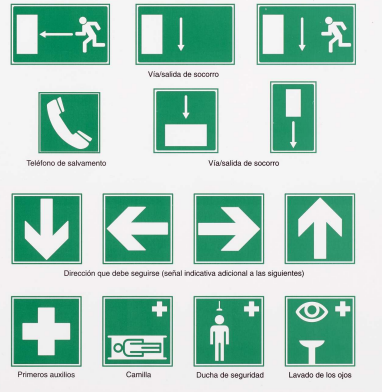 Vía/salida de socorro
Teléfono de salvamento
Vía/salida de socorro
Dirección que debe seguirse (señal indicativa adicional a las siguientes)
Primeros auxilios
Camilla
Ducha de seguridad
Lavado de los ojos